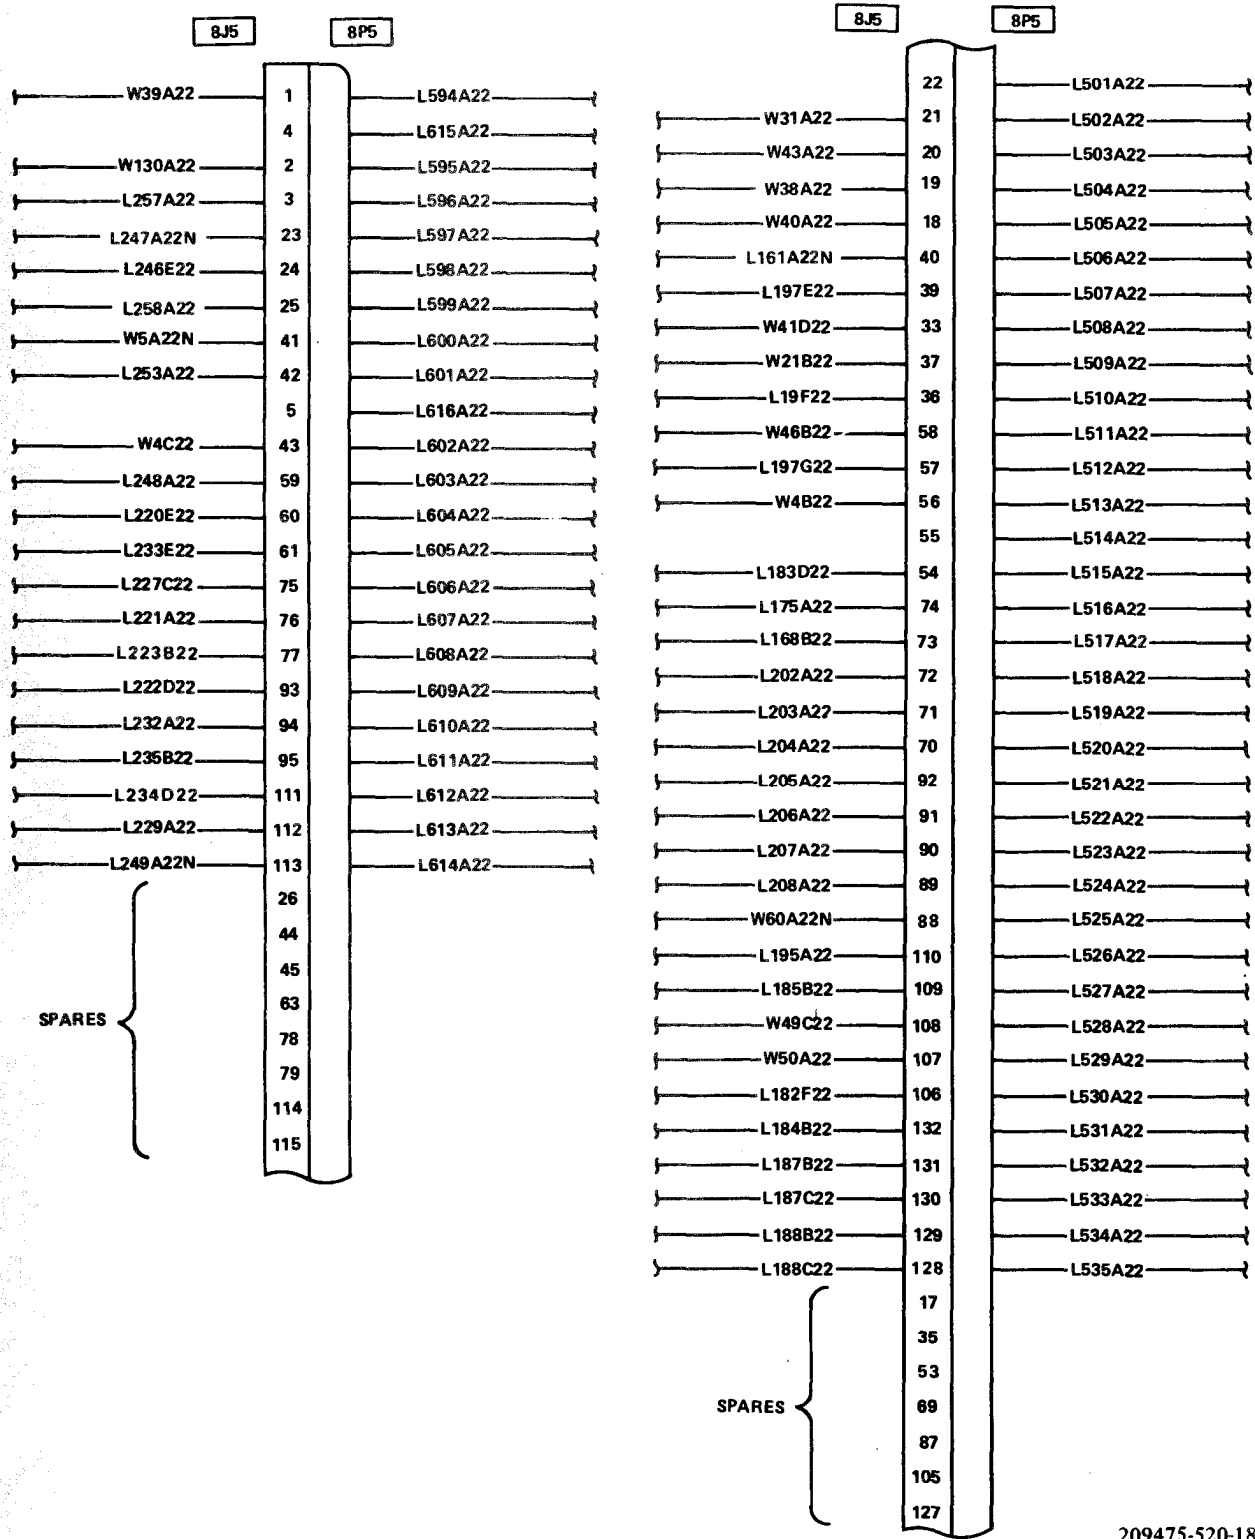 8J5 8P5
W39A22 1 L594A22
4 L615A22
W130A22 2 L595A22
L257A22 3 L596A22
L247A22N 23 L597A22
L246E22 24 L598A22
L258A22 25 L599A22
W5A22N 41 L600A22
L253A22 42 L601A22
5 L616A22
W4C22 43 L602A22
L248A22 59 L603A22
L220E22 60 L604A22
L233E22 61 L605A22
L227C22 75 L606A22
L221A22 76 L607A22
L223B22 77 L608A22
L222D22 93 L609A22
L232A22 94 L610A22
L235B22 95 L611A22
L234D22 111 L612A22
L229A22 112 L613A22
L249A22N 113 L614A22
26
44
45
63
SPARES
78
79
114
115
8J5 8P5
22 L501A22
W31A22 21 L502A22
W43A22 20 L503A22
W38A22 19 L504A22
W40A22 18 L505A22
L161A22N 40 L506A22
L197E22 39 L507A22
W41D22 33 L508A22
W21B22 37 L509A22
L19F22 36 L510A22
W46B22 58 L511A22
L197G22 57 L512A22
W4B22 56 L513A22
55 L514A22
L183D22 54 L515A22
L175A22 74 L516A22
L168B22 73 L517A22
L202A22 72 L518A22
L203A22 71 L519A22
L204A22 70 L520A22
L205A22 92 L521A22
L206A22 91 L522A22
L207A22 90 L523A22
L208A22 89 L524A22
W60A22N 88 L525A22
L195A22 110 L526A22
L185B22 109 L527A22
W49C22 108 L528A22
W50A22 107 L529A22
L182F22 106 L530A22
L184B22 132 L531A22
L187B22 131 L532A22
L187C22 130 L533A22
L188B22 129 L534A22
L188C22 128 L535A22
17
35
53
SPARES 69
87
105
127
209475-520-18